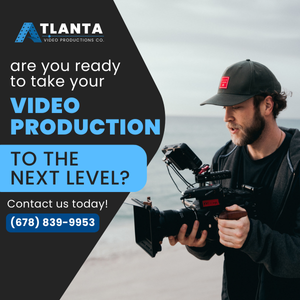 ATLANTA
VIDEO PRODUCTIONS CO.
are you ready
to take your
VIDEO
PRODUCTION
TO THE
NEXT LEVEL?
Contact us today!
(678) 839-9953